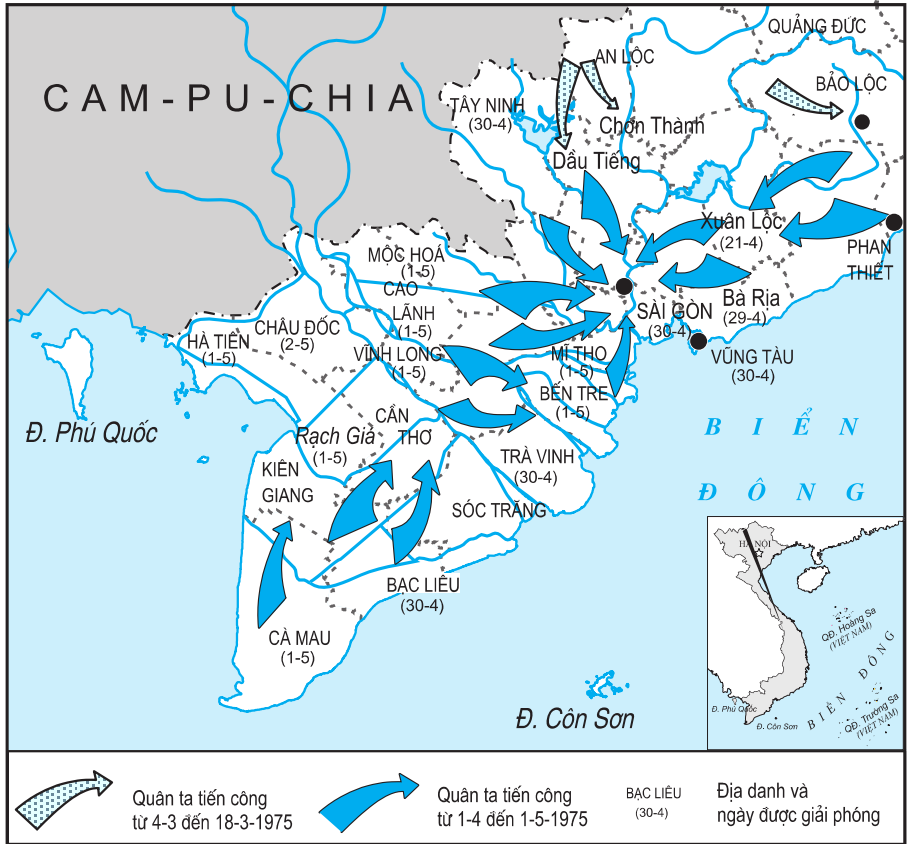 QUẢNG ĐỨC
AN LỘC
BẢO LỘC
CAM-PU-CHIA
TÂY NINH
(30-4)
Chơn Thành
Dầu Tiếng
Xuân Lộc
(21-4)
PHAN
THIẾT
MỘC HOÁ
(1-5)
CAO
LÃNH
(1-5)
SÀI GÒN
(30-4)
Bà Rịa
(29-4)
HÀ TIÊN
(1-5)
CHÂU ĐỐC
(2-5)
VĨNH LONG
(1-5)
MĨ THO
(1-5)
VŨNG TÀU
(30-4)
BẾN TRE
(1-5)
Đ. Phú Quốc
CẦN
THƠ
Rạch Giá
(1-5)
BIỂN
ĐÔNG
KIÊN
GIANG
TRÀ VINH
(30-4)
SÓC TRĂNG
BẠC LIÊU
(30-4)
CÀ MAU
(1-5)
Đ. Côn Sơn
HÀ NỘI
QĐ. Hoàng Sa
(VIỆT NAM)
BIỂN ĐÔNG
Đ. Phú Quốc
Đ. Côn Sơn
QĐ. Trường Sa
(VIỆT NAM)
Quân ta tiến công
từ 4-3 đến 18-3-1975
Quân ta tiến công
từ 1-4 đến 1-5-1975
BẠC LIÊU
(30-4)
Địa danh và
ngày được giải phóng